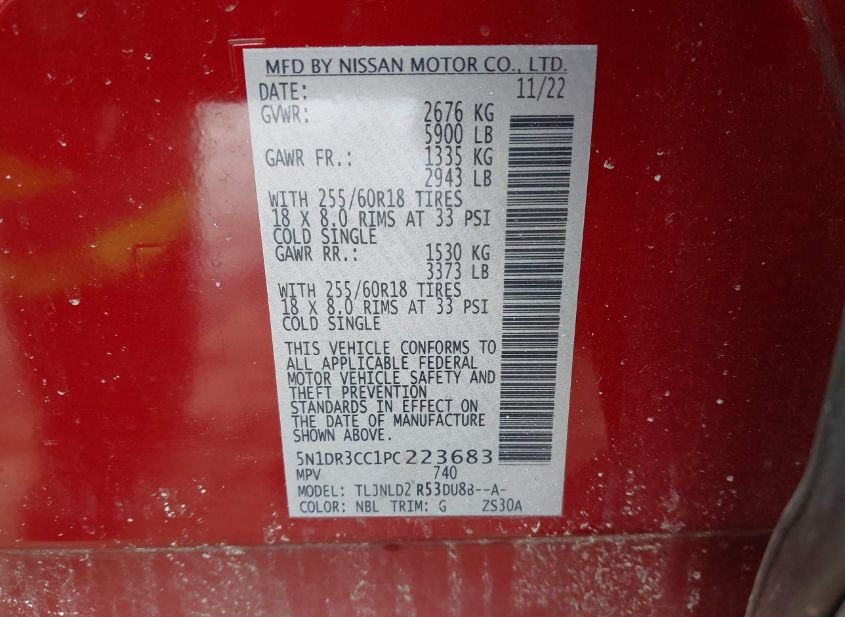 MFD BY NISSAN MOTOR CO., LTD.
DATE: 11/22
GVWR: 2676 KG
5900 LB
GAWR FR.: 1335 KG
2943 LB
WITH 255/60R18 TIRES
18 X 8.0 RIMS AT 33 PSI
COLD SINGLE
GAWR RR.: 1530 KG
3373 LB
WITH 255/60R18 TIRES
18 X 8.0 RIMS AT 33 PSI
COLD SINGLE
THIS VEHICLE CONFORMS TO
ALL APPLICABLE FEDERAL
MOTOR VEHICLE SAFETY AND
THEFT PREVENTION
STANDARDS IN EFFECT ON
THE DATE OF MANUFACTURE
SHOWN ABOVE.
5N1DR3CC1PC223683
MPV 740
MODEL: TLJNLD2 R53DU8B--A-
COLOR: NBL TRIM: G ZS30A